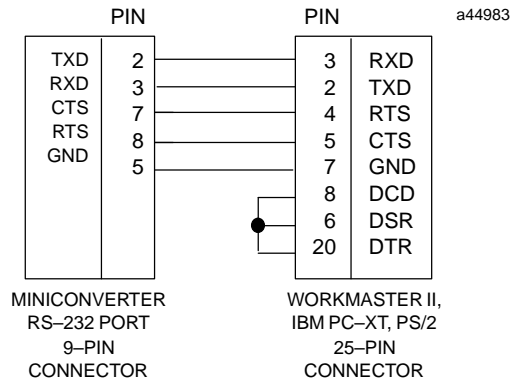 PIN PIN a44983
TXD 2 3 RXD
RXD 3 2 TXD
CTS 7 4 RTS
RTS 8 5 CTS
GND 5 7 GND
8 DCD
6 DSR
20 DTR
MINICONVERTER
RS–232 PORT
9–PIN
CONNECTOR
WORKMASTER II,
IBM PC–XT, PS/2
25–PIN
CONNECTOR